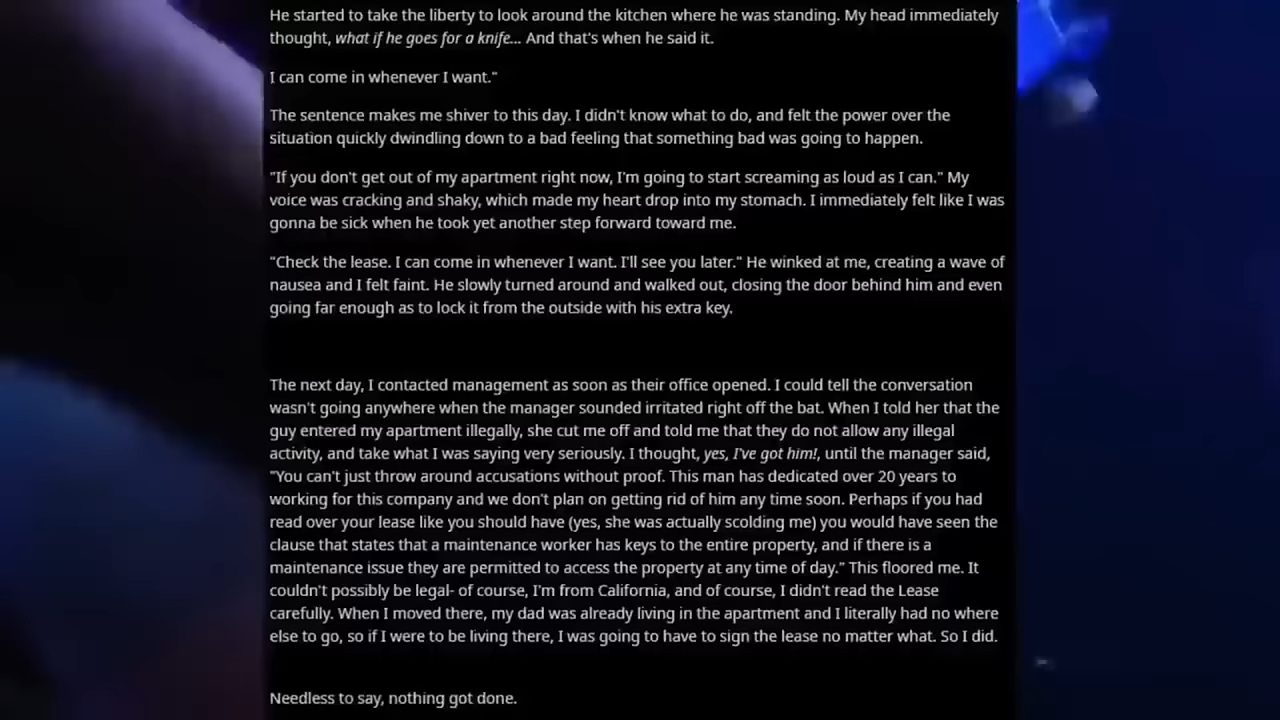 He started to take the liberty to look around the kitchen where he was standing. My head immediately
thought, what if he goes for a knife... And that's when he said it.
I can come in whenever I want."
The sentence makes me shiver to this day. I didn't know what to do, and felt the power over the
situation quickly dwindling down to a bad feeling that something bad was going to happen.
"If you don't get out of my apartment right now, I'm going to start screaming as loud as I can." My
voice was cracking and shaky, which made my heart drop into my stomach. I immediately felt like I was
gonna be sick when he took yet another step forward toward me.
"Check the lease. I can come in whenever I want. I'll see you later." He winked at me, creating a wave of
nausea and I felt faint. He slowly turned around and walked out, closing the door behind him and even
going far enough as to lock it from the outside with his extra key.
The next day, I contacted management as soon as their office opened. I could tell the conversation
wasn't going anywhere when the manager sounded irritated right off the bat. When I told her that the
guy entered my apartment illegally, she cut me off and told me that they do not allow any illegal
activity, and take what I was saying very seriously. I thought, yes, I've got him!, until the manager said,
"You can't just throw around accusations without proof. This man has dedicated over 20 years to
working for this company and we don't plan on getting rid of him any time soon. Perhaps if you had
read over your lease like you should have (yes, she was actually scolding me) you would have seen the
clause that states that a maintenance worker has keys to the entire property, and if there is a
maintenance issue they are permitted to access the property at any time of day." This floored me. It
couldn't possibly be legal- of course, I'm from California, and of course, I didn't read the Lease
carefully. When I moved there, my dad was already living in the apartment and I literally had no where
else to go, so if I were to be living there, I was going to have to sign the lease no matter what. So I did.
Needless to say, nothing got done.